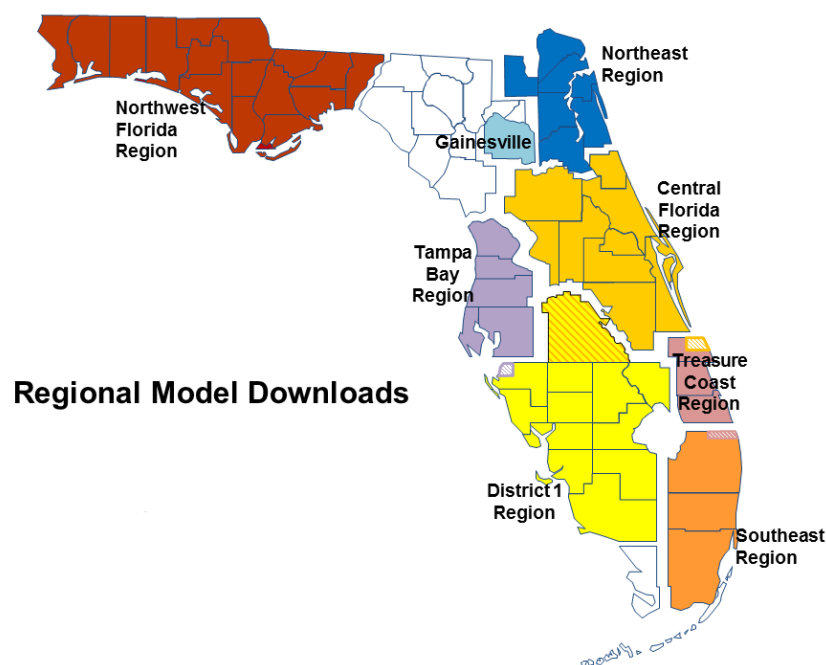 Northeast
Region
Northwest
Florida
Region
Gainesville
Central
Florida
Region
Tampa
Bay
Region
Treasure
Coast
Region
Regional Model Downloads
District 1
Region
Southeast
Region